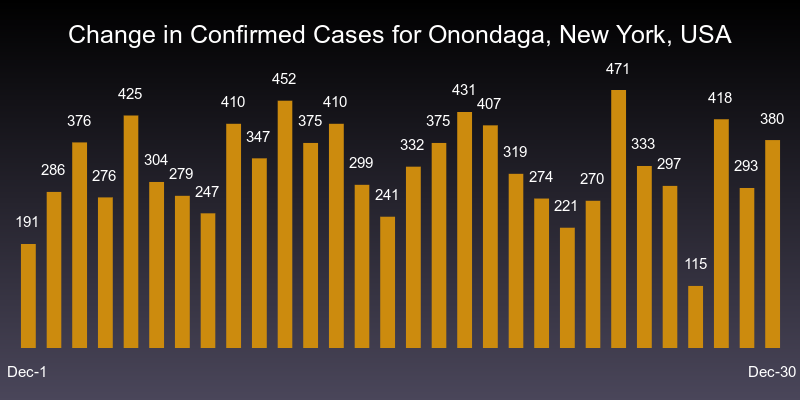 Change in Confirmed Cases for Onondaga, New York, USA
191 286 376 276 425 304 279 247 410 347 452 375 410 299 241 332 375 431 407 319 274 221 270 471 333 297 115 418 293 380
Dec-1 Dec-30